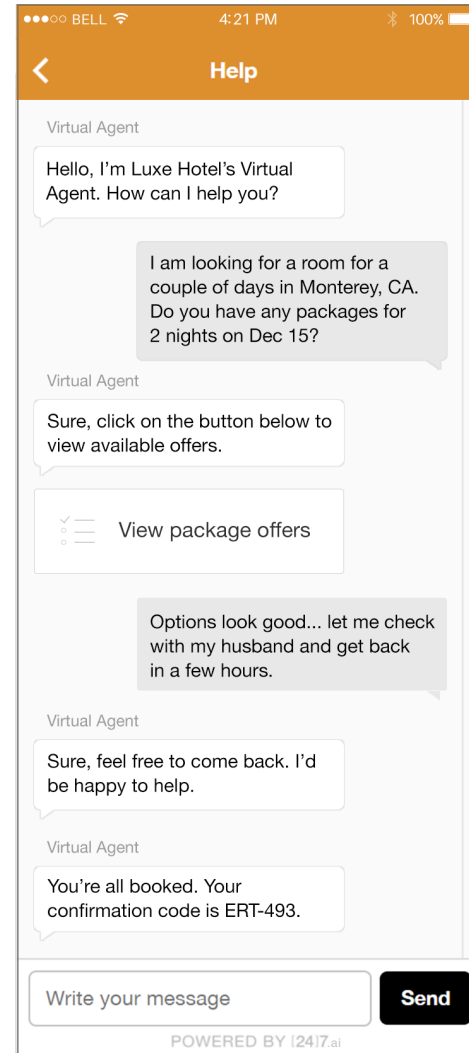 BELL 4:21 PM 100%
Help
Virtual Agent
Hello, I’m Luxe Hotel’s Virtual
Agent. How can I help you?
I am looking for a room for a
couple of days in Monterey, CA.
Do you have any packages for
2 nights on Dec 15?
Virtual Agent
Sure, click on the button below to
view available offers.
View package offers
Options look good... let me check
with my husband and get back
in a few hours.
Virtual Agent
Sure, feel free to come back. I’d
be happy to help.
Virtual Agent
You’re all booked. Your
confirmation code is ERT-493.
Write your message
Send
POWERED BY [24]7.ai